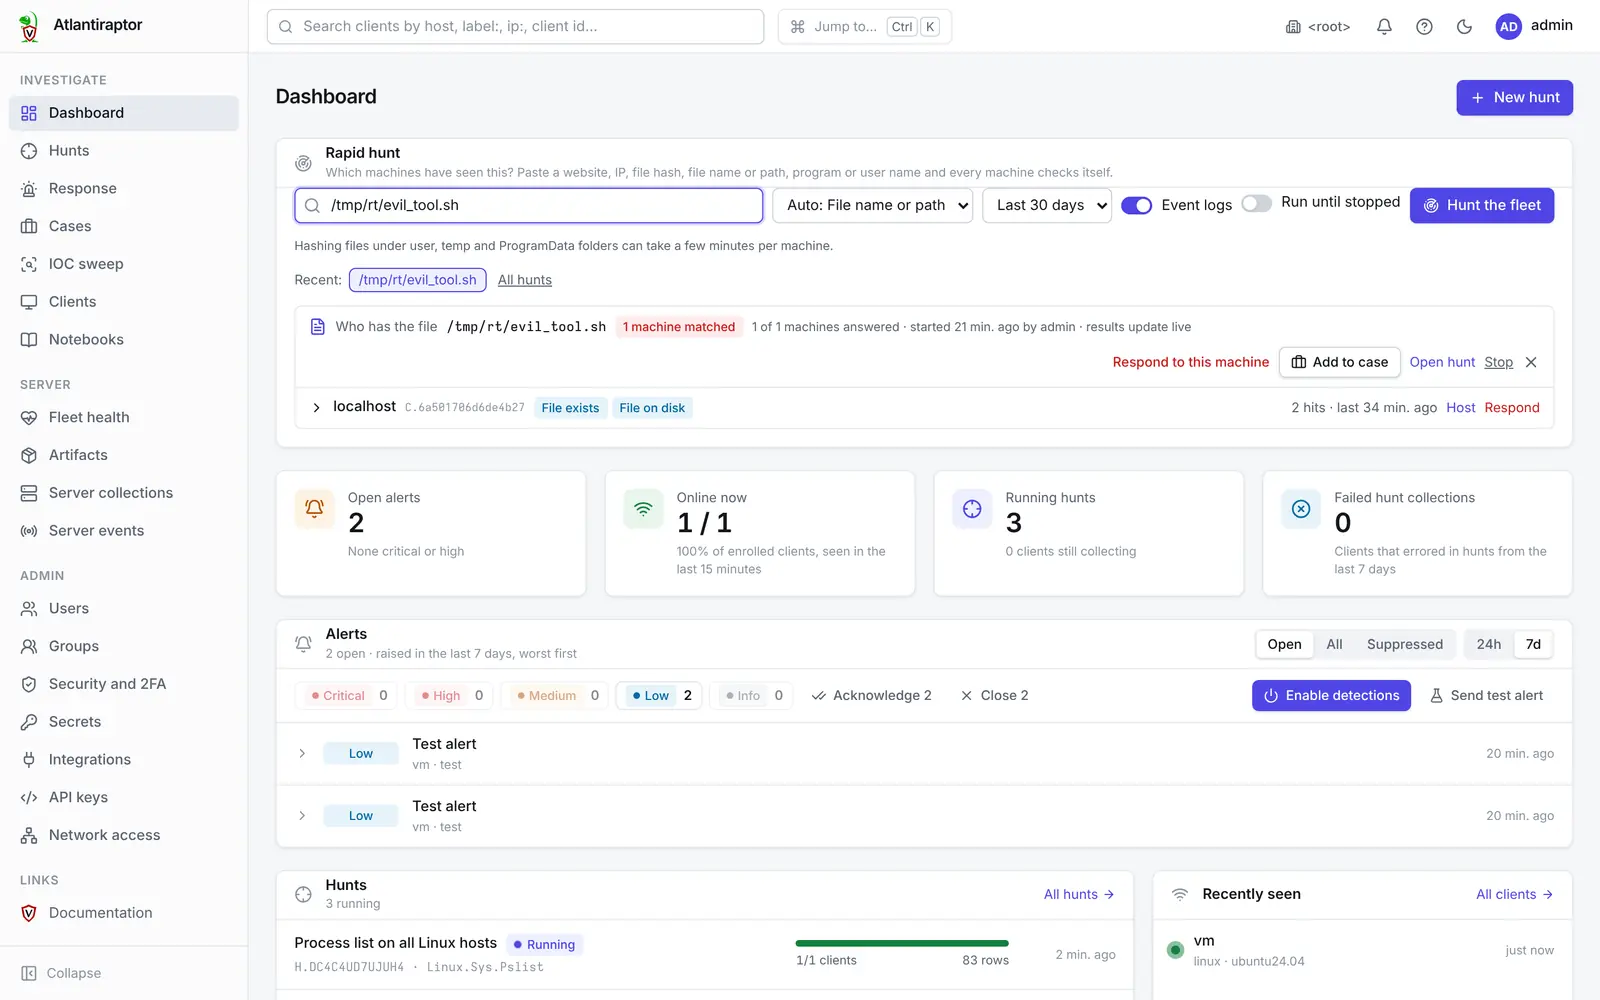 Atlantiraptor
Search clients by host, label:, ip:, client id...
Jump to... Ctrl K
<root>
AD admin
INVESTIGATE
Dashboard
Hunts
Response
Cases
IOC sweep
Clients
Notebooks
SERVER
Fleet health
Artifacts
Server collections
Server events
ADMIN
Users
Groups
Security and 2FA
Secrets
Integrations
API keys
Network access
LINKS
Documentation
Collapse
Dashboard
New hunt
Rapid hunt
Which machines have seen this? Paste a website, IP, file hash, file name or path, program or user name and every machine checks itself.
/tmp/rt/evil_tool.sh
Auto: File name or path
Last 30 days
Event logs
Run until stopped
Hunt the fleet
Hashing files under user, temp and ProgramData folders can take a few minutes per machine.
Recent: /tmp/rt/evil_tool.sh All hunts
Who has the file /tmp/rt/evil_tool.sh 1 machine matched 1 of 1 machines answered · started 21 min. ago by admin · results update live
Respond to this machine Add to case Open hunt Stop
localhost C.6a501706d6de4b27 File exists File on disk 2 hits · last 34 min. ago Host Respond
Open alerts
2
None critical or high
Online now
1 / 1
100% of enrolled clients, seen in the
last 15 minutes
Running hunts
3
0 clients still collecting
Failed hunt collections
0
Clients that errored in hunts from the
last 7 days
Alerts
2 open · raised in the last 7 days, worst first
Open All Suppressed 24h 7d
Critical 0 High 0 Medium 0 Low 2 Info 0 Acknowledge 2 Close 2 Enable detections Send test alert
Low
Test alert
vm · test
20 min. ago
Low
Test alert
vm · test
20 min. ago
Hunts
3 running
All hunts
Process list on all Linux hosts Running
H.DC4C4UD7UJUH4 · Linux.Sys.Pslist
1/1 clients 83 rows
2 min. ago
Recently seen
All clients
vm
linux · ubuntu24.04
just now